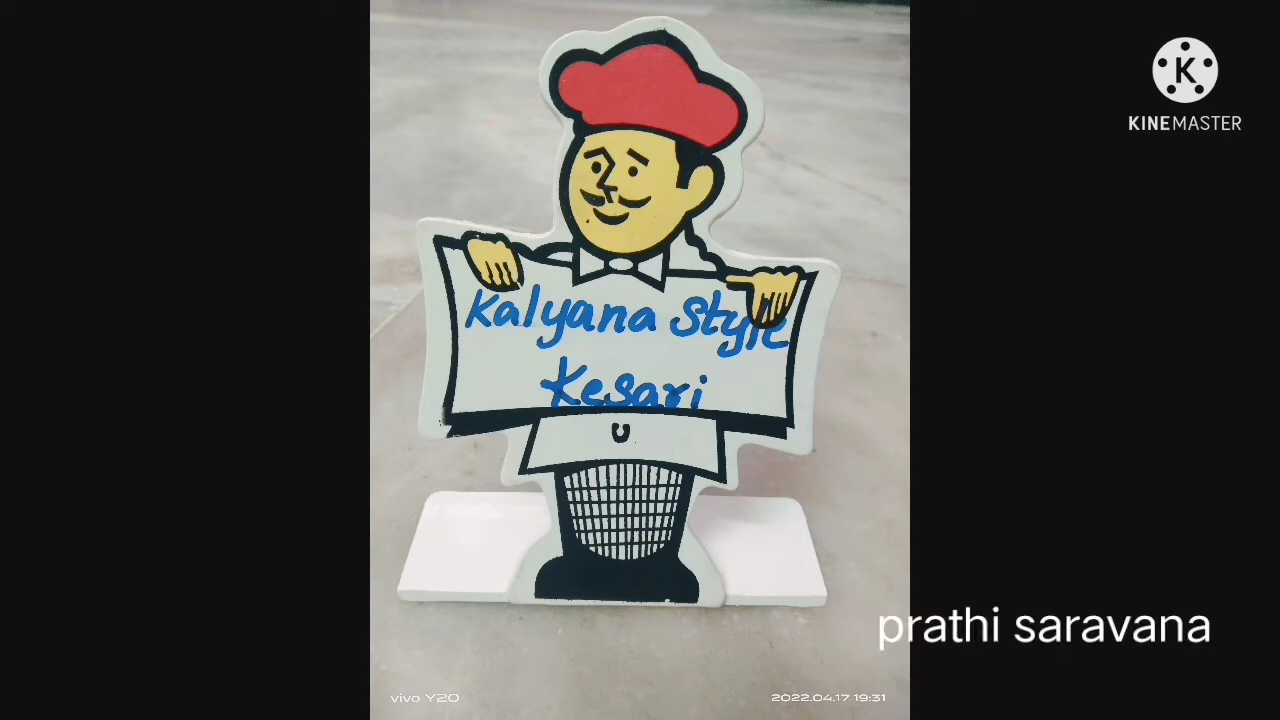 K
KINEMASTER
Kalyana Style
Kesari
prathi saravana
vivo Y20
2022.04.17 19:31